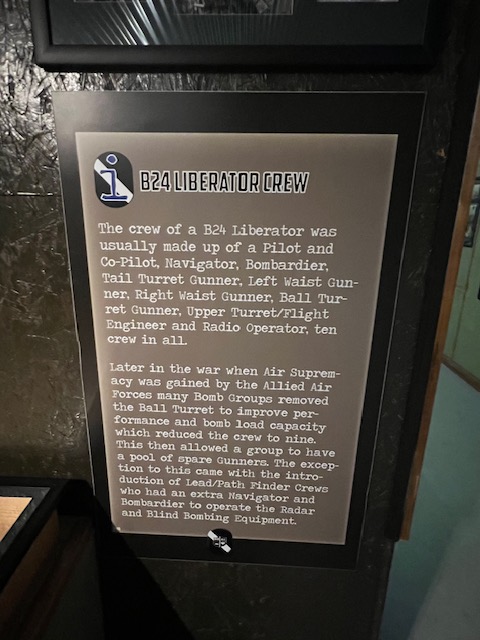 i B24 LIBERATOR CREW
The crew of a B24 Liberator was
usually made up of a Pilot and
Co-Pilot, Navigator, Bombardier,
Tail Turret Gunner, Left Waist Gun-
ner, Right Waist Gunner, Ball Tur-
ret Gunner, Upper Turret/Flight
Engineer and Radio Operator, ten
crew in all.
Later in the war when Air Suprem-
acy was gained by the Allied Air
Forces many Bomb Groups removed
the Ball Turret to improve per-
formance and bomb load capacity
which reduced the crew to nine.
This then allowed a group to have
a pool of spare Gunners. The excep-
tion to this came with the intro-
duction of Lead/Path Finder Crews
who had an extra Navigator and
Bombardier to operate the Radar
and Blind Bombing Equipment.